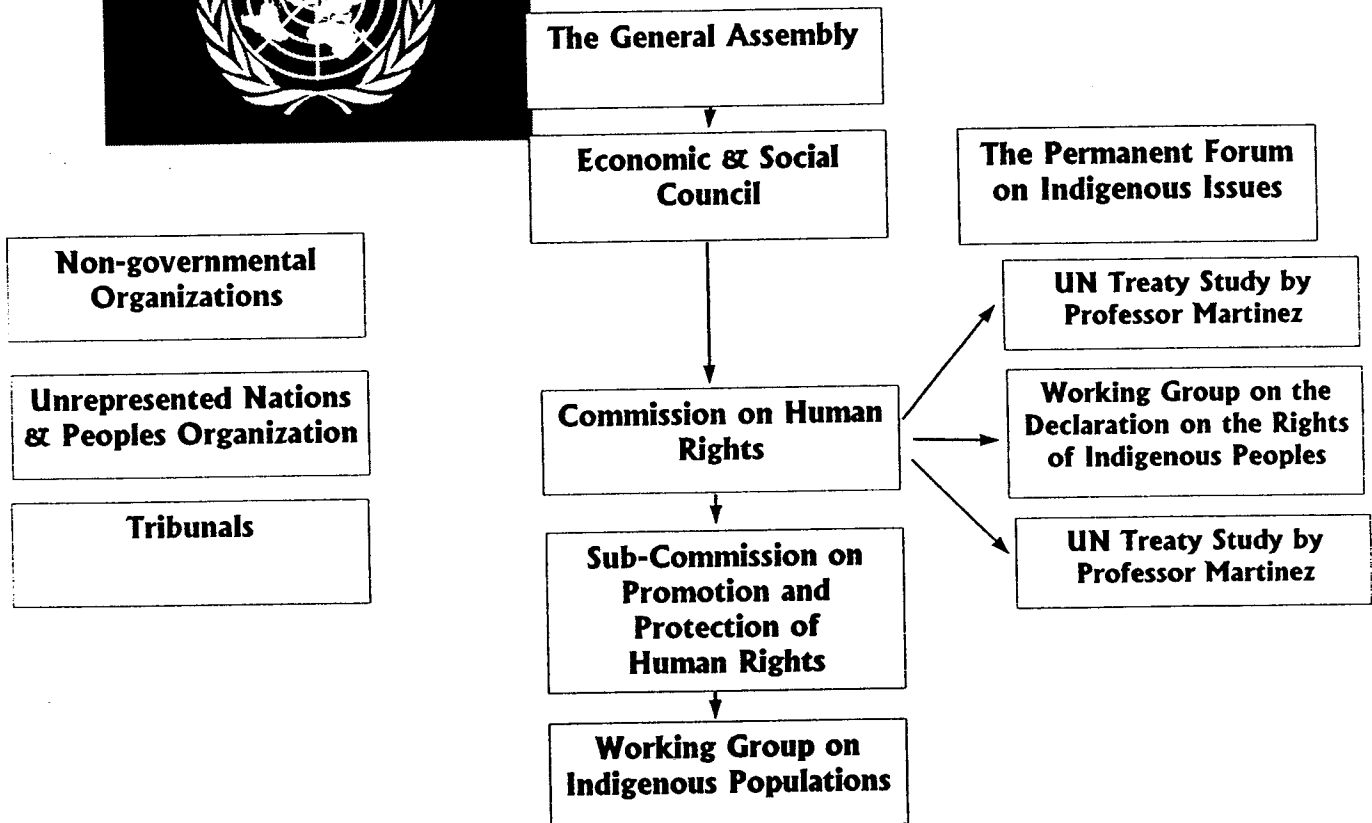 The General Assembly
Economic & Social
Council
The Permanent Forum
on Indigenous Issues
Non-governmental
Organizations
UN Treaty Study by
Professor Martinez
Unrepresented Nations
& Peoples Organization
Commission on Human
Rights
Working Group on the
Declaration on the Rights
of Indigenous Peoples
Tribunals
Sub-Commission on
Promotion and
Protection of
Human Rights
UN Treaty Study by
Professor Martinez
Working Group on
Indigenous Populations